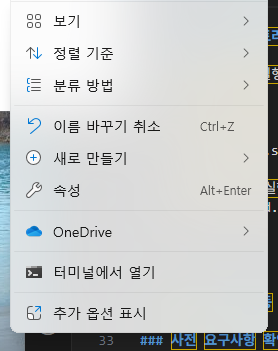 보기
정렬 기준
분류 방법
이름 바꾸기 취소 Ctrl+Z
새로 만들기
속성 Alt+Enter
OneDrive
터미널에서 열기
추가 옵션 표시
33 ### 사전 요구사항 확